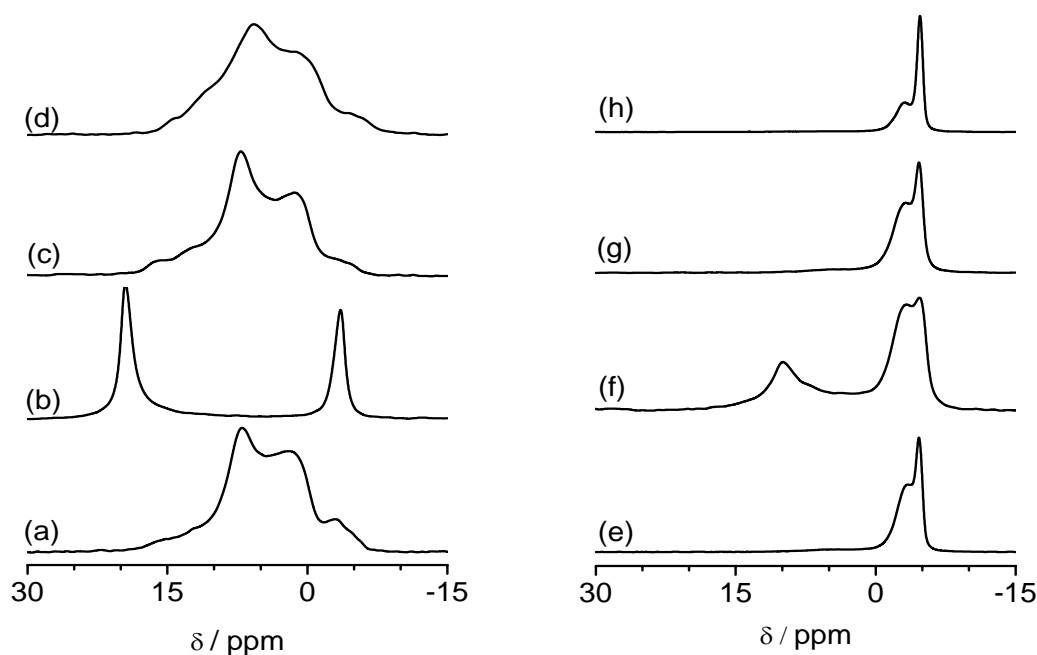 (d)
(c)
(b)
(a)
30 15 0 -15
δ / ppm
(h)
(g)
(f)
(e)
30 15 0 -15
δ / ppm